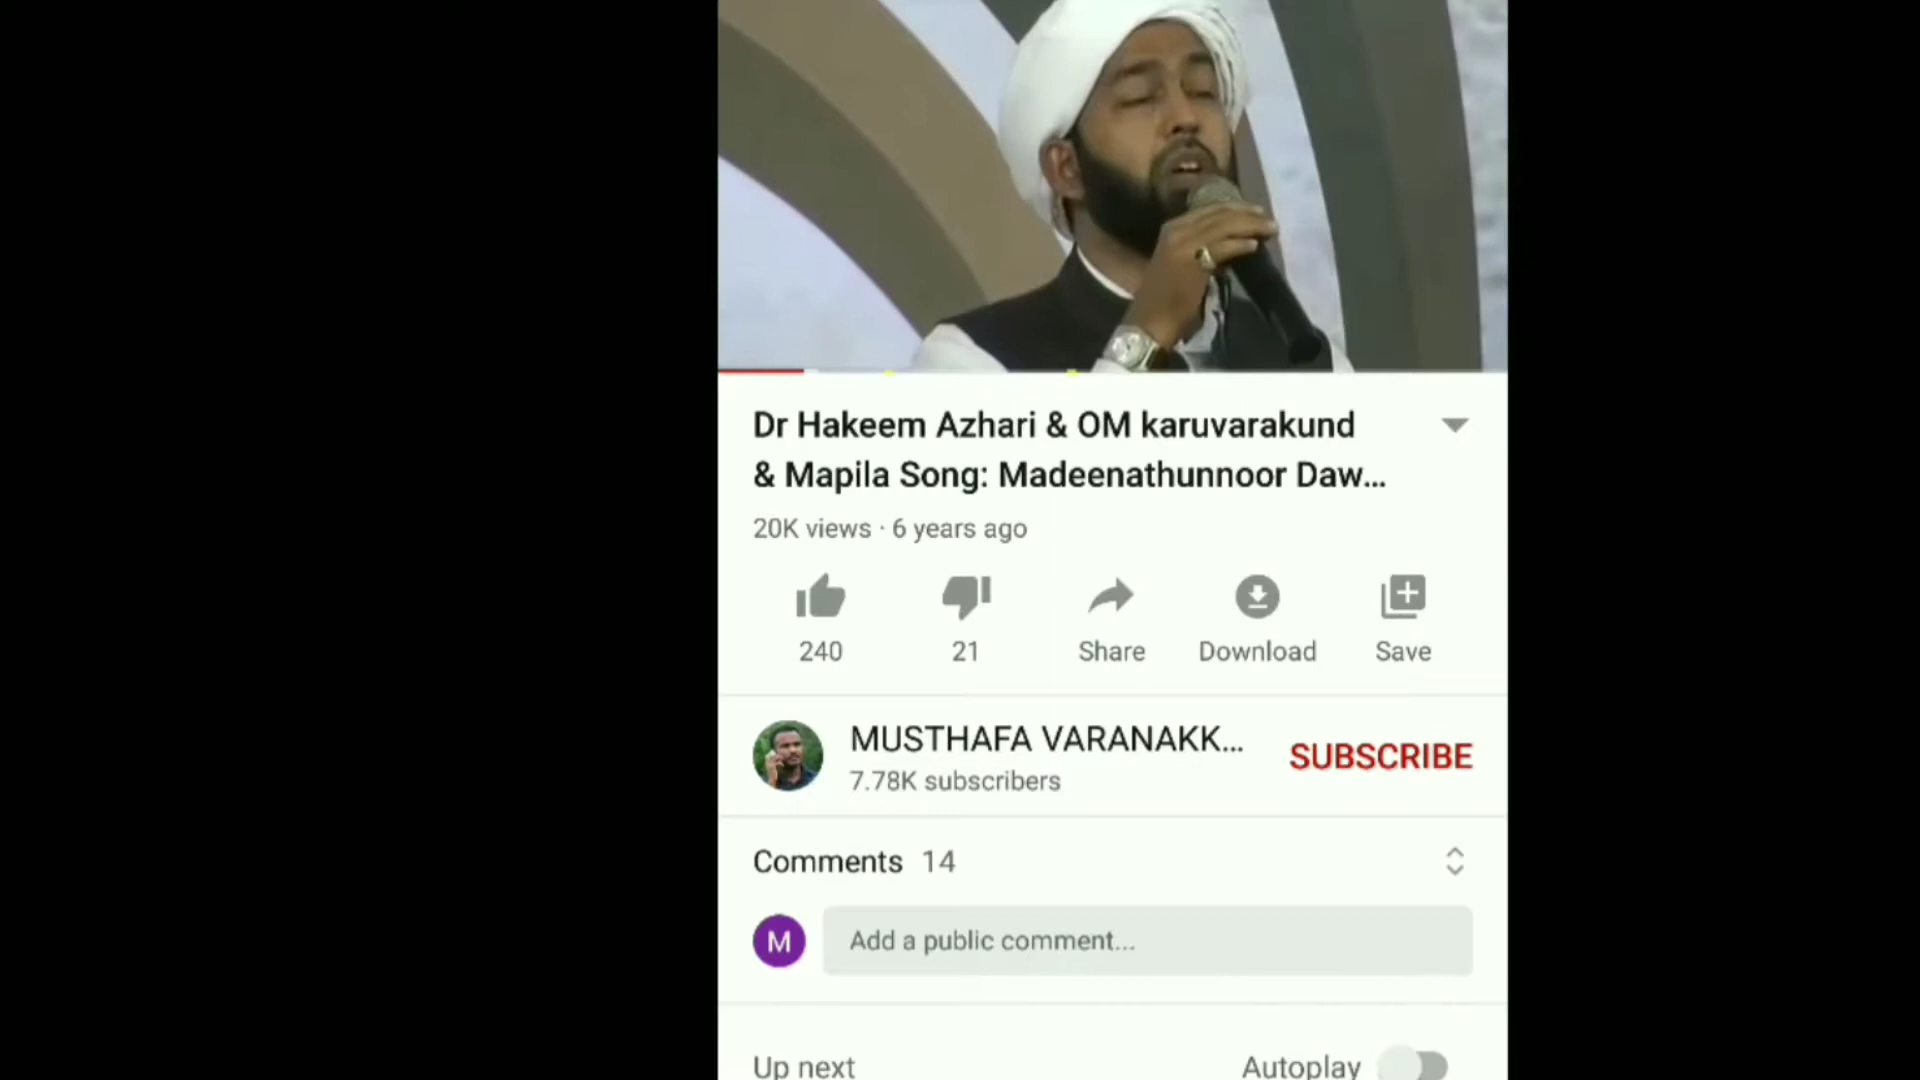 Dr Hakeem Azhari & OM karuvarakund
& Mapila Song: Madeenathunnoor Daw...
20K views · 6 years ago
240
21
Share
Download
Save
MUSTHAFA VARANAKK...
7.78K subscribers
SUBSCRIBE
Comments 14
M
Add a public comment...
Up next
Autoplay